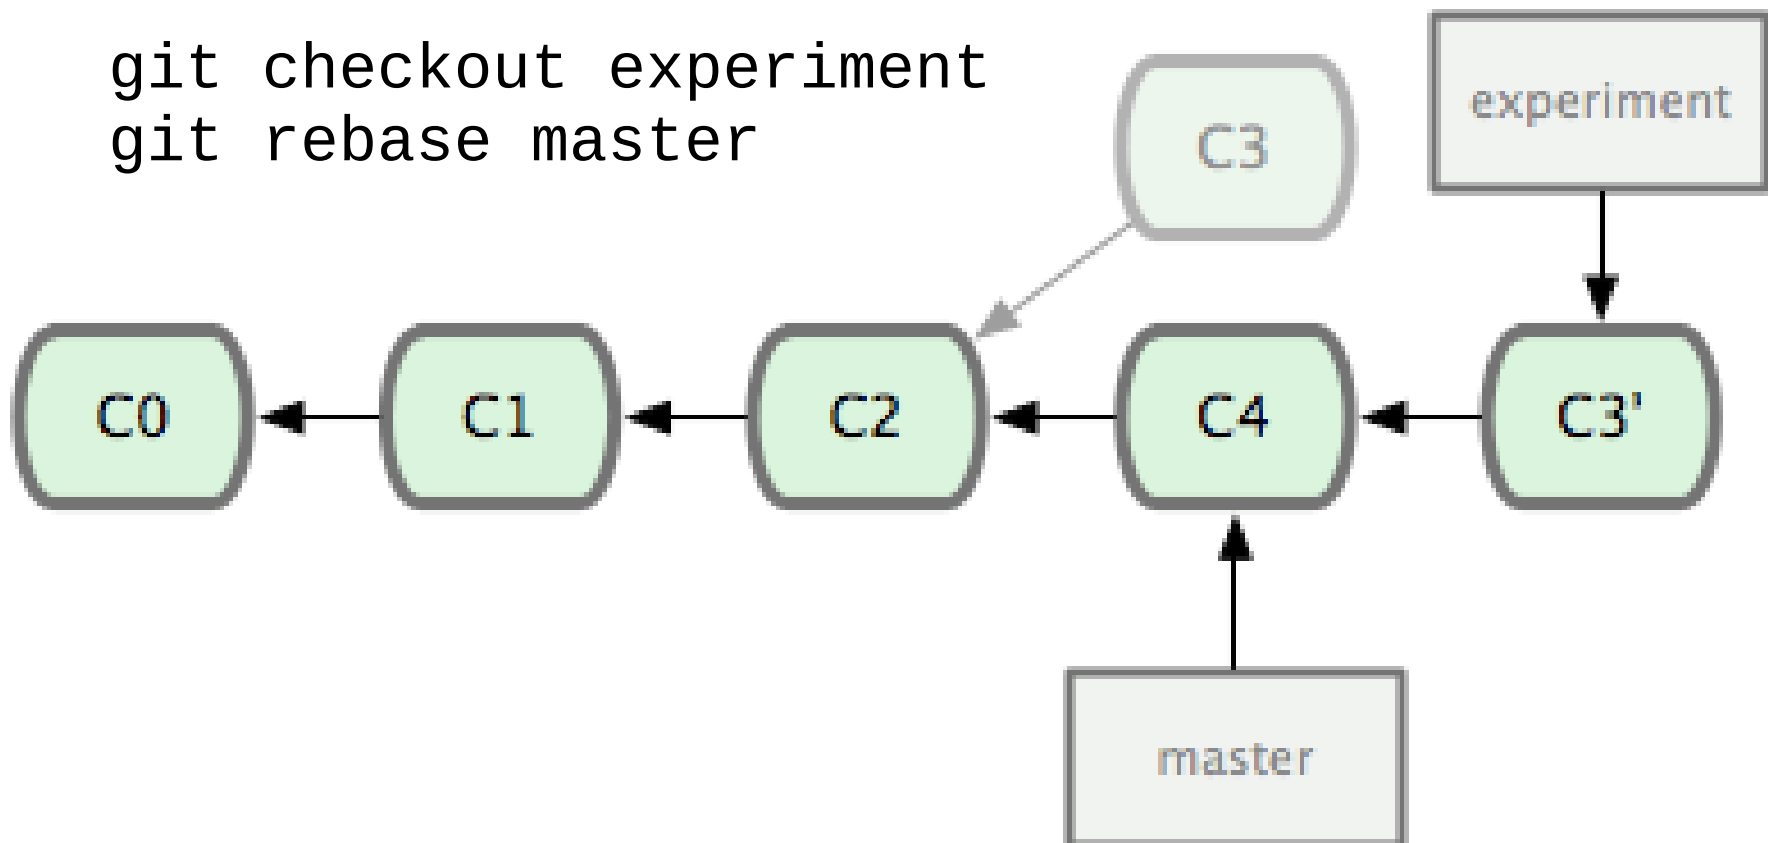 git checkout experiment
git rebase master
experiment
C3
C0
C1
C2
C4
C3'
master